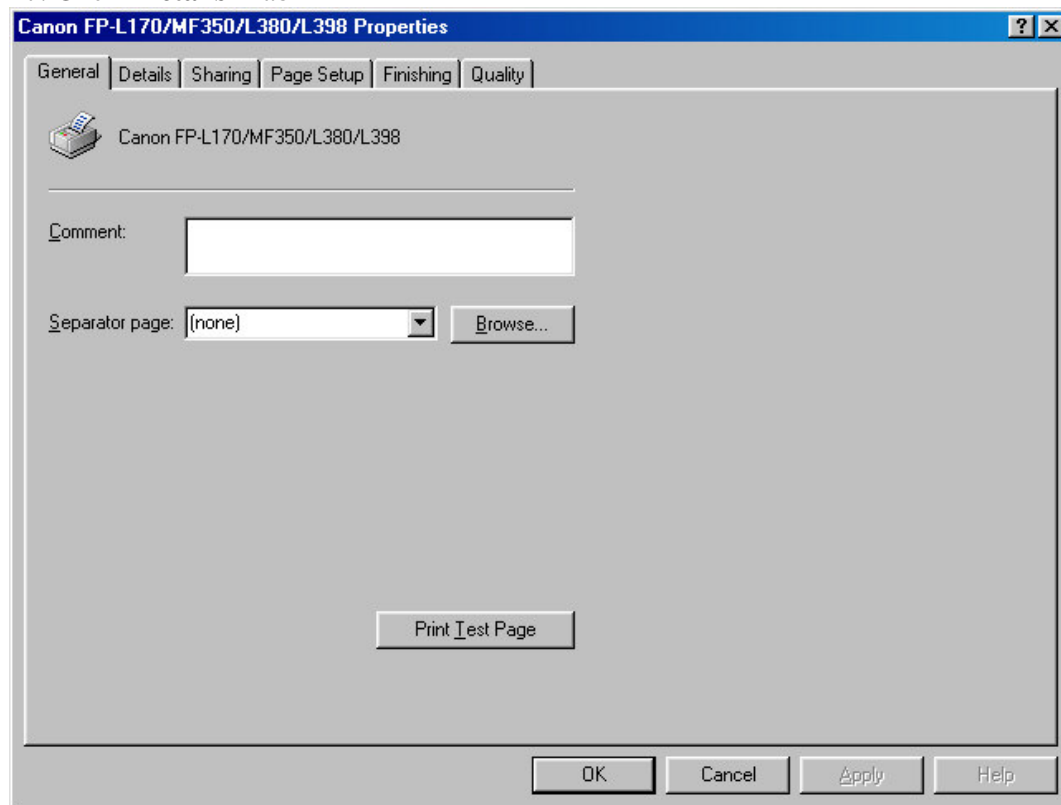 Canon FP-L170/MF350/L380/L398 Properties
General Details Sharing Page Setup Finishing Quality
Canon FP-L170/MF350/L380/L398
Comment:
Separator page: (none) Browse...
Print Test Page
OK Cancel Apply Help